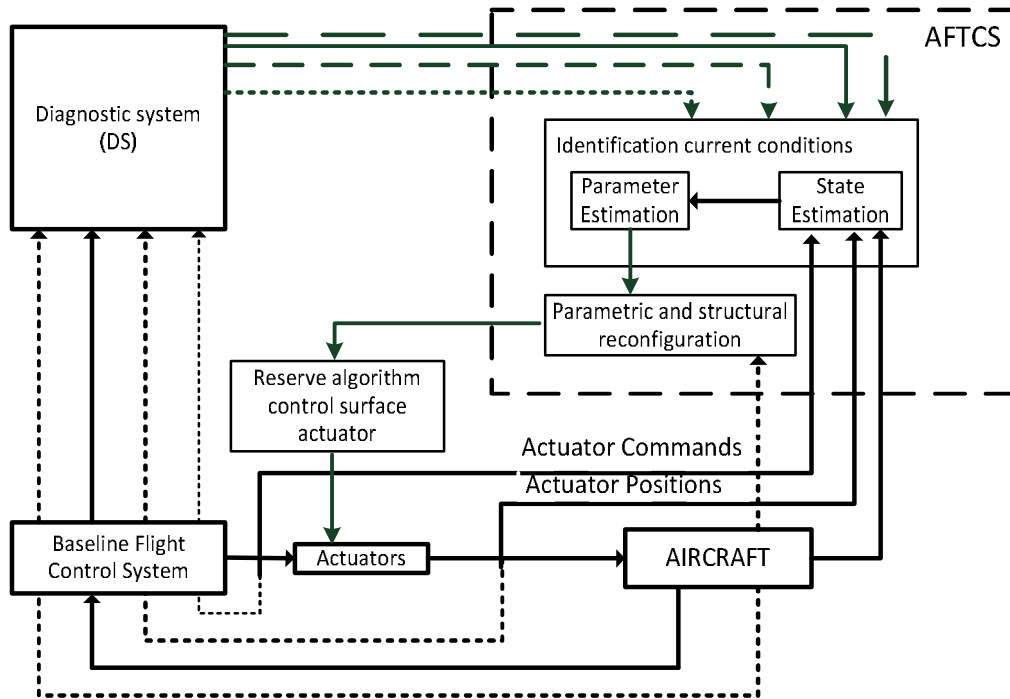 AFTCS
Diagnostic system
(DS)
Identification current conditions
Parameter
Estimation
State
Estimation
Parametric and structural
reconfiguration
Reserve algorithm
control surface
actuator
Actuator Commands
Actuator Positions
Baseline Flight
Control System
Actuators
AIRCRAFT